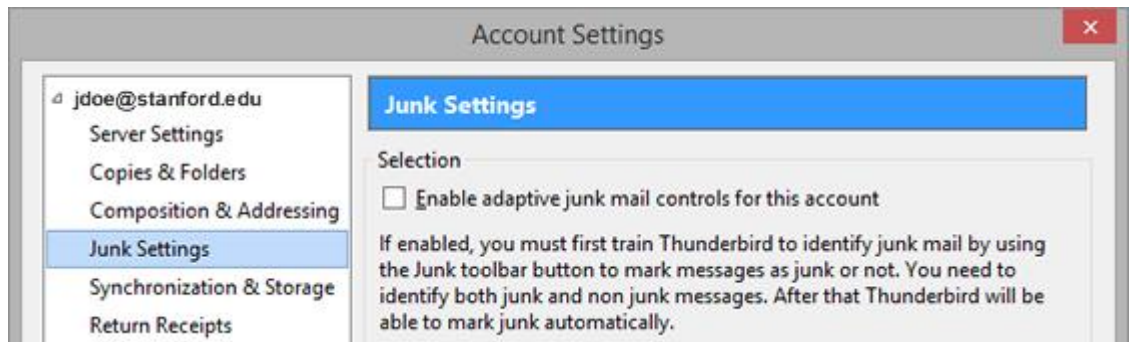 Account Settings
jdoe@stanford.edu
Server Settings
Copies & Folders
Composition & Addressing
Junk Settings
Synchronization & Storage
Return Receipts
Junk Settings
Selection
Enable adaptive junk mail controls for this account
If enabled, you must first train Thunderbird to identify junk mail by using
the Junk toolbar button to mark messages as junk or not. You need to
identify both junk and non junk messages. After that Thunderbird will be
able to mark junk automatically.